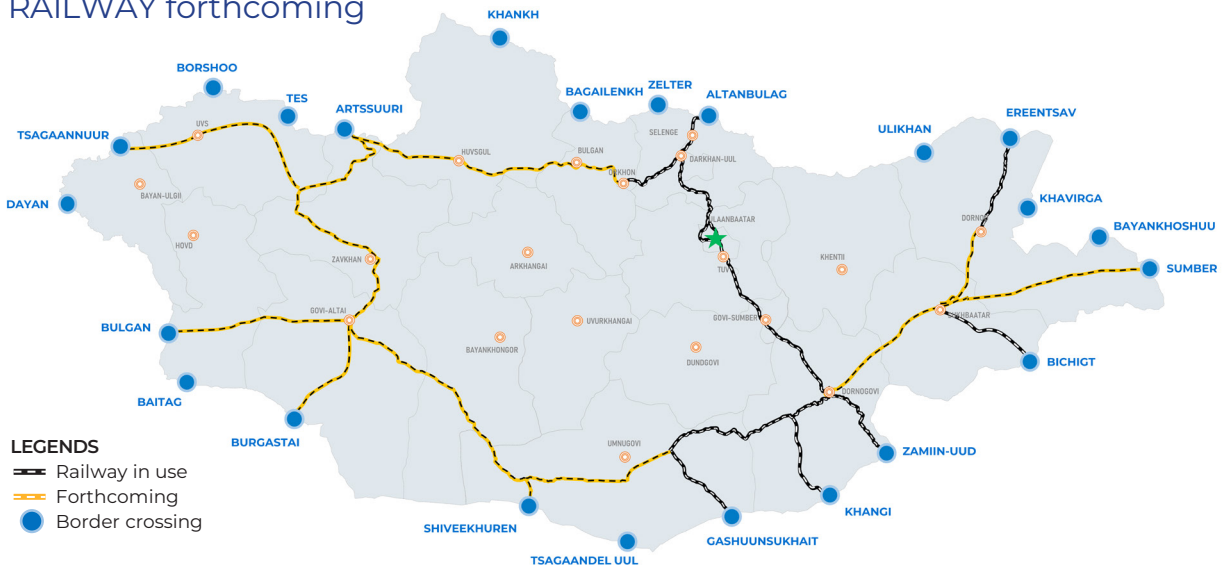 RAILWAY forthcoming
KHANKH
BORSHOO
TES
ARTSSUURI
BAGAILENKH
ZELTER
ALTANBULAG
EREENTSAV
TSAGAANNUUR
UVS
SELENGE
ULIKHAN
HUVSGUL
BULGAN
DARKHAN-UUL
ORKHON
BAYAN-ULGII
DAYAN
KHAVIRGA
ULAANBAATAR
DORNOD
BAYANKHOSHUU
HOVD
ZAVKHAN
ARKHANGAI
TUV
KHENTII
SUMBER
GOVI-ALTAI
BULGAN
UVURKHANGAI
GOVI-SUMBER
SUKHBAATAR
BAYANKHONGOR
DUNDGOVI
BICHIGT
BAITAG
DORNOGOVI
BURGASTAI
LEGENDS
Railway in use
Forthcoming
Border crossing
UMNUGOVI
ZAMIIN-UUD
SHIVEEKHUREN
KHANGI
GASHUUNSUKHAIT
TSAGAANDEL UUL